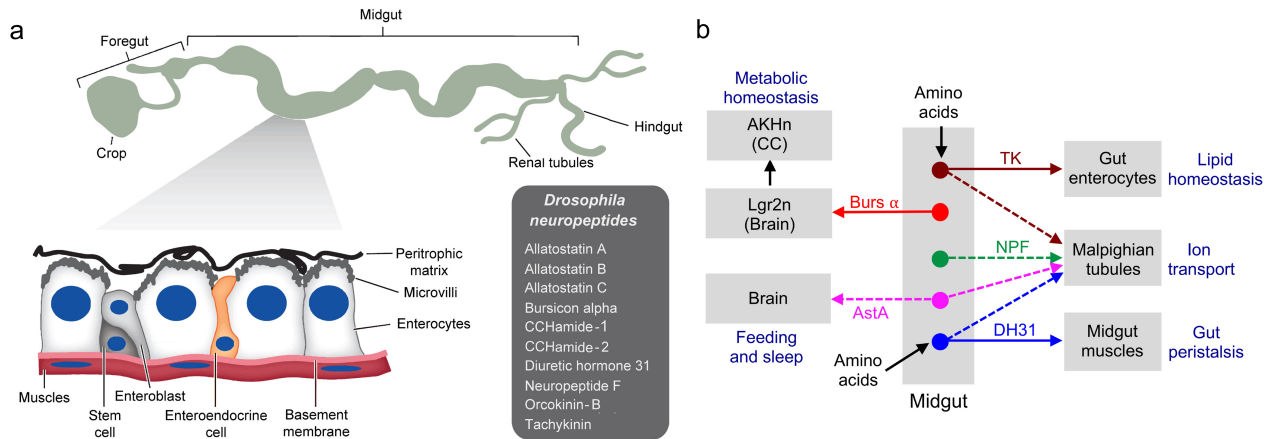 a
Midgut
Foregut
Crop
Renal tubules
Hindgut
Peritrophic
matrix
Microvilli
Enterocytes
Muscles
Stem
cell
Enteroblast
Enteroendocrine
cell
Basement
membrane
Drosophila
neuropeptides
Allatostatin A
Allatostatin B
Allatostatin C
Bursicon alpha
CCHamide-1
CCHamide-2
Diuretic hormone 31
Neuropeptide F
Orcokinin-B
Tachykinin
b
Metabolic
homeostasis
AKHn
(CC)
Lgr2n
(Brain)
Brain
Feeding
and sleep
Amino
acids
Burs α
AstA
Amino
acids
Midgut
TK
NPF
DH31
Gut
enterocytes
Lipid
homeostasis
Malpighian
tubules
Ion
transport
Midgut
muscles
Gut
peristalsis